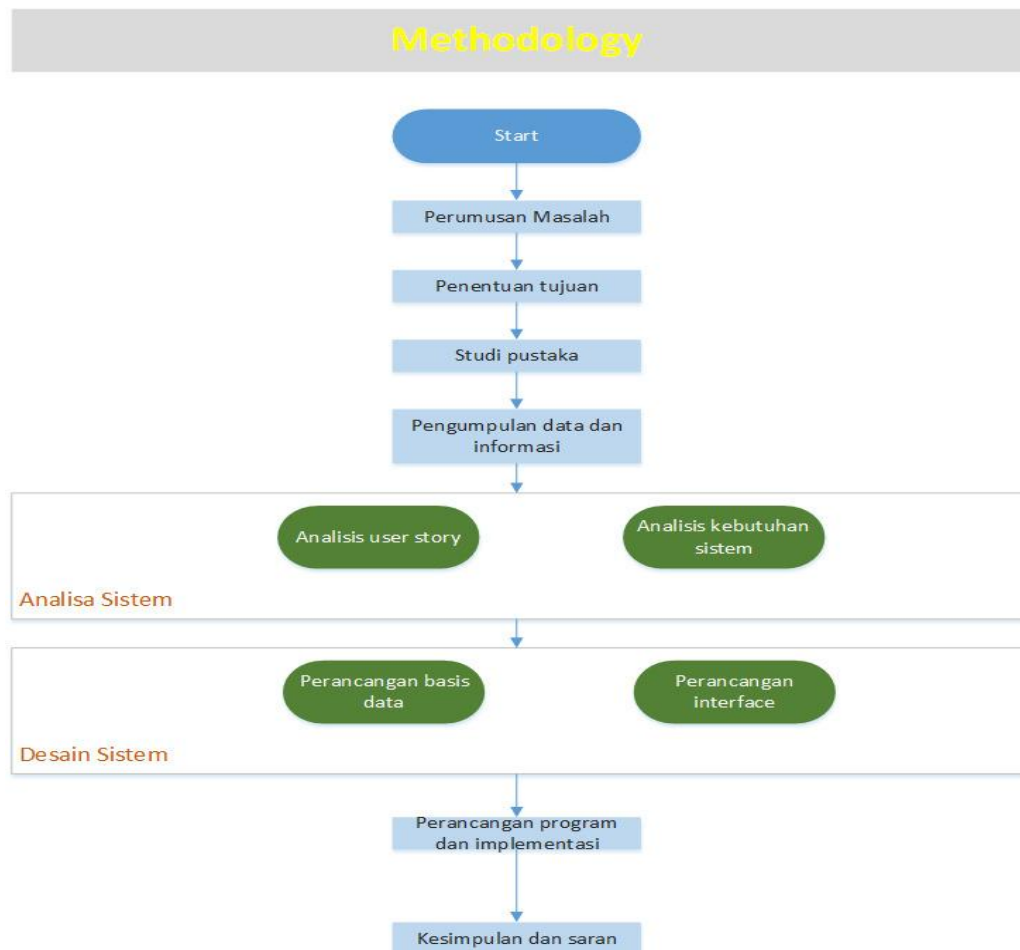 Methodology
Start
Perumusan Masalah
Penentuan tujuan
Studi pustaka
Pengumpulan data dan
informasi
Analisis user story
Analisis kebutuhan
sistem
Analisa Sistem
Perancangan basis
data
Perancangan
interface
Desain Sistem
Perancangan program
dan implementasi
Kesimpulan dan saran